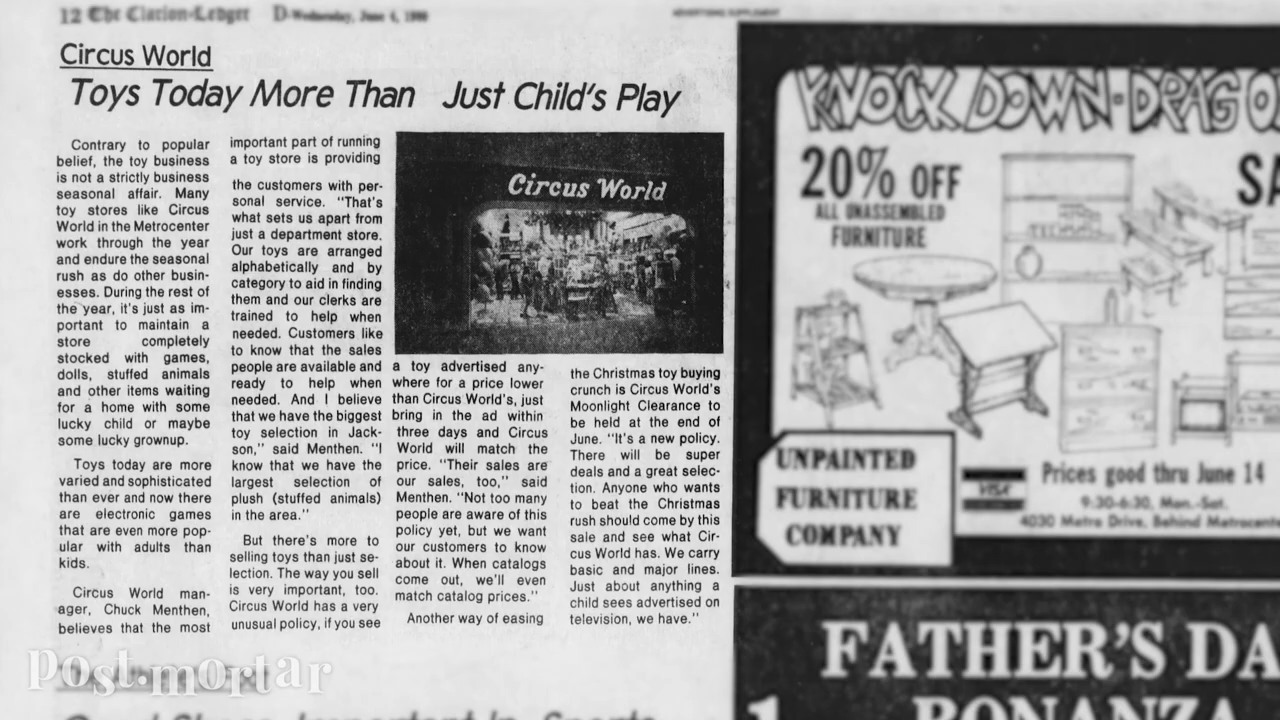 12 The Clarion-Ledger D-Wednesday, June 4, 1980
ADVERTISING SUPPLEMENT
Circus World
Toys Today More Than Just Child's Play
Contrary to popular
belief, the toy business
is not a strictly business
seasonal affair. Many
toy stores like Circus
World in the Metrocenter
work through the year
and endure the seasonal
rush as do other busin-
esses. During the rest of
the year, it's just as im-
portant to maintain a
store completely
stocked with games,
dolls, stuffed animals
and other items waiting
for a home with some
lucky child or maybe
some lucky grownup.
Toys today are more
varied and sophisticated
than ever and now there
are electronic games
that are even more pop-
ular with adults than
kids.
Circus World man-
ager, Chuck Menthen,
believes that the most
important part of running
a toy store is providing
the customers with per-
sonal service. "That's
what sets us apart from
just a department store.
Our toys are arranged
alphabetically and by
category to aid in finding
them and our clerks are
trained to help when
needed. Customers like
to know that the sales
people are available and
ready to help when
needed. And I believe
that we have the biggest
toy selection in Jack-
son," said Menthen. "I
know that we have the
largest selection of
plush (stuffed animals)
in the area."
But there's more to
selling toys than just se-
lection. The way you sell
is very important, too.
Circus World has a very
unusual policy, if you see
Circus World
a toy advertised any-
where for a price lower
than Circus World's, just
bring in the ad within
three days and Circus
World will match the
price. "Their sales are
our sales, too," said
Menthen. "Not too many
people are aware of this
policy yet, but we want
our customers to know
about it. When catalogs
come out, we'll even
match catalog prices."
Another way of easing
the Christmas toy buying
crunch is Circus World's
Moonlight Clearance to
be held at the end of
June. "It's a new policy.
There will be super
deals and a great selec-
tion. Anyone who wants
to beat the Christmas
rush should come by this
sale and see what Cir-
cus World has. We carry
basic and major lines.
Just about anything a
child sees advertised on
television, we have."
KNOCK DOWN-DRAG O
20% OFF
SA
ALL UNASSEMBLED
FURNITURE
UNPAINTED
FURNITURE
COMPANY
VISA
Prices good thru June 14
9:30-6:30, Mon.-Sat.
4030 Metro Drive, Behind Metrocent
FATHER'S DA
BONANZA
post.mortar